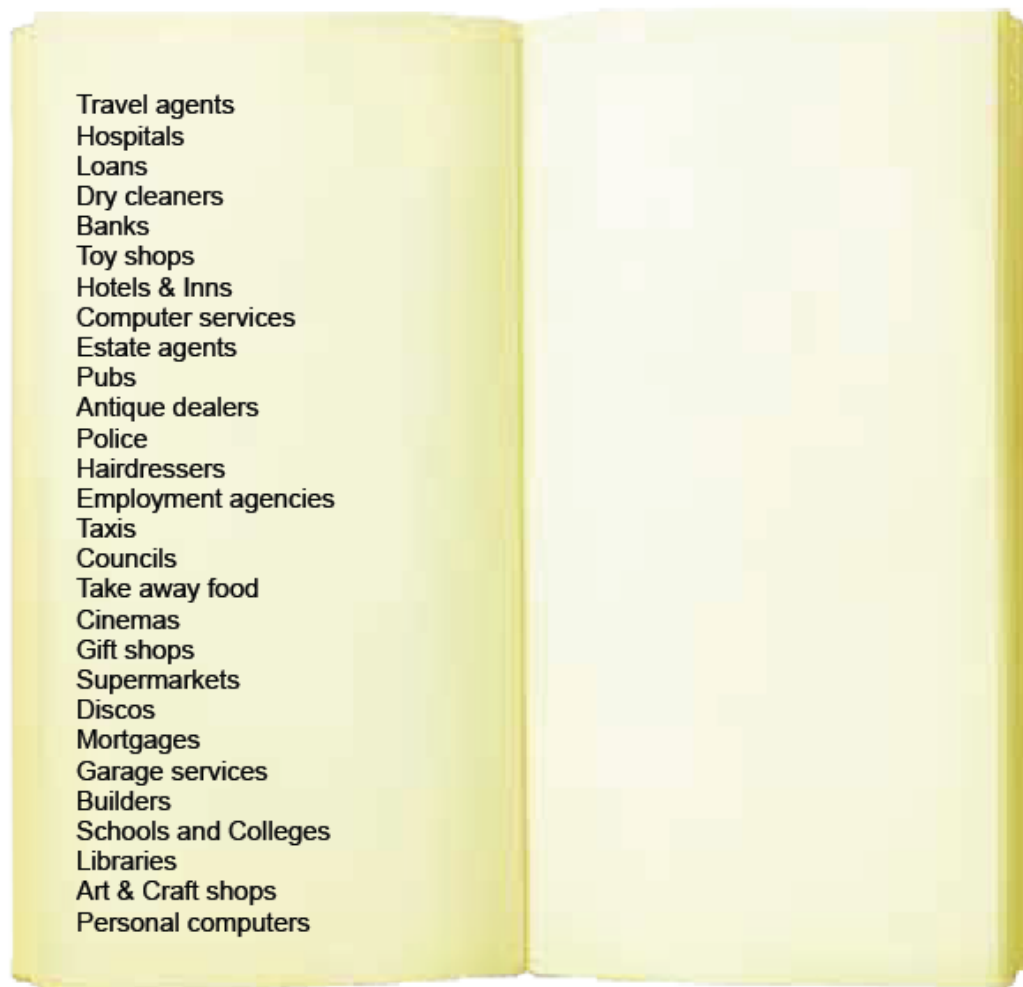 Travel agents
Hospitals
Loans
Dry cleaners
Banks
Toy shops
Hotels & Inns
Computer services
Estate agents
Pubs
Antique dealers
Police
Hairdressers
Employment agencies
Taxis
Councils
Take away food
Cinemas
Gift shops
Supermarkets
Discos
Mortgages
Garage services
Builders
Schools and Colleges
Libraries
Art & Craft shops
Personal computers